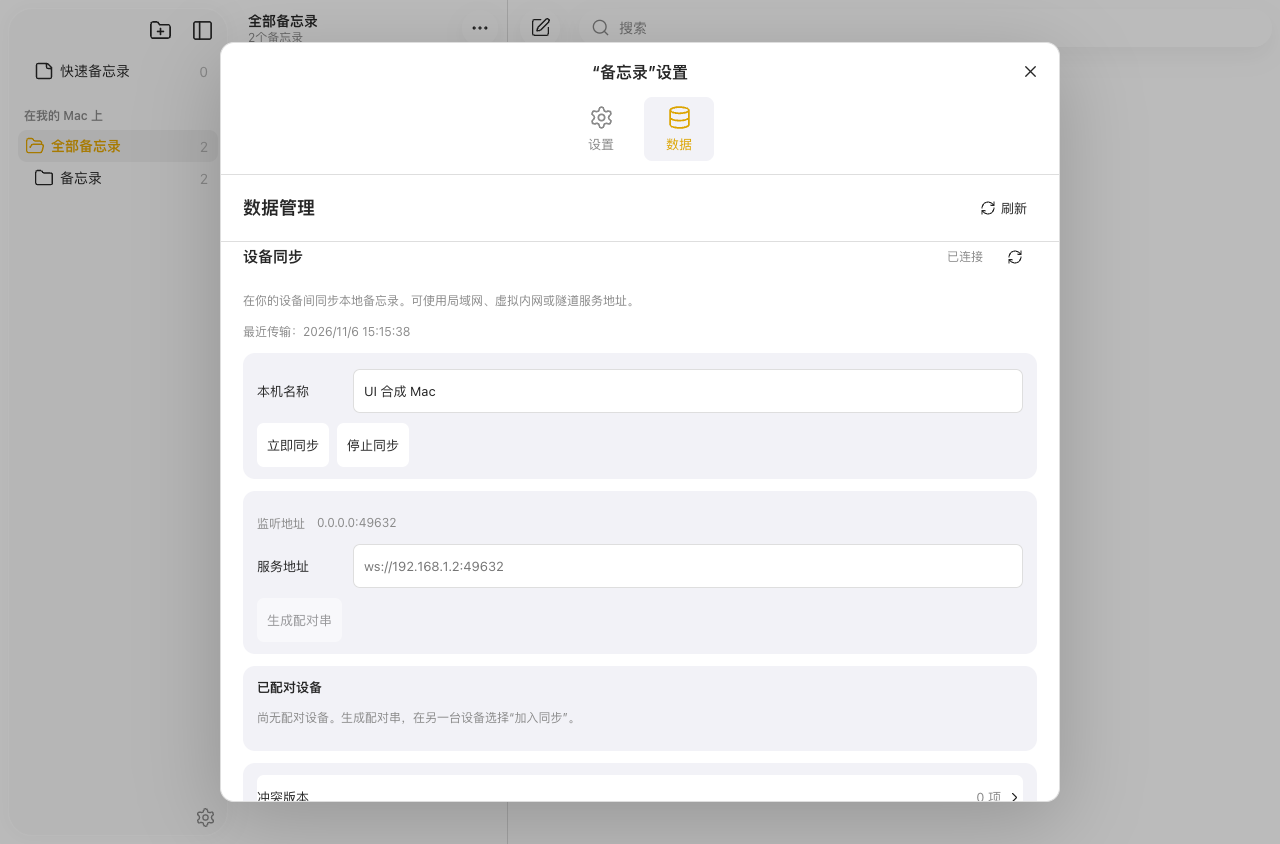 全部备忘录
2个备忘录
搜索
快速备忘录 0
在我的 Mac 上
全部备忘录 2
备忘录 2
“备忘录”设置
设置
数据
数据管理
刷新
设备同步
已连接
在你的设备间同步本地备忘录。可使用局域网、虚拟内网或隧道服务地址。
最近传输：2026/11/6 15:15:38
本机名称 UI 合成 Mac
立即同步 停止同步
监听地址 0.0.0.0:49632
服务地址 ws://192.168.1.2:49632
生成配对串
已配对设备
尚无配对设备。生成配对串，在另一台设备选择“加入同步”。
冲突版本 0 项